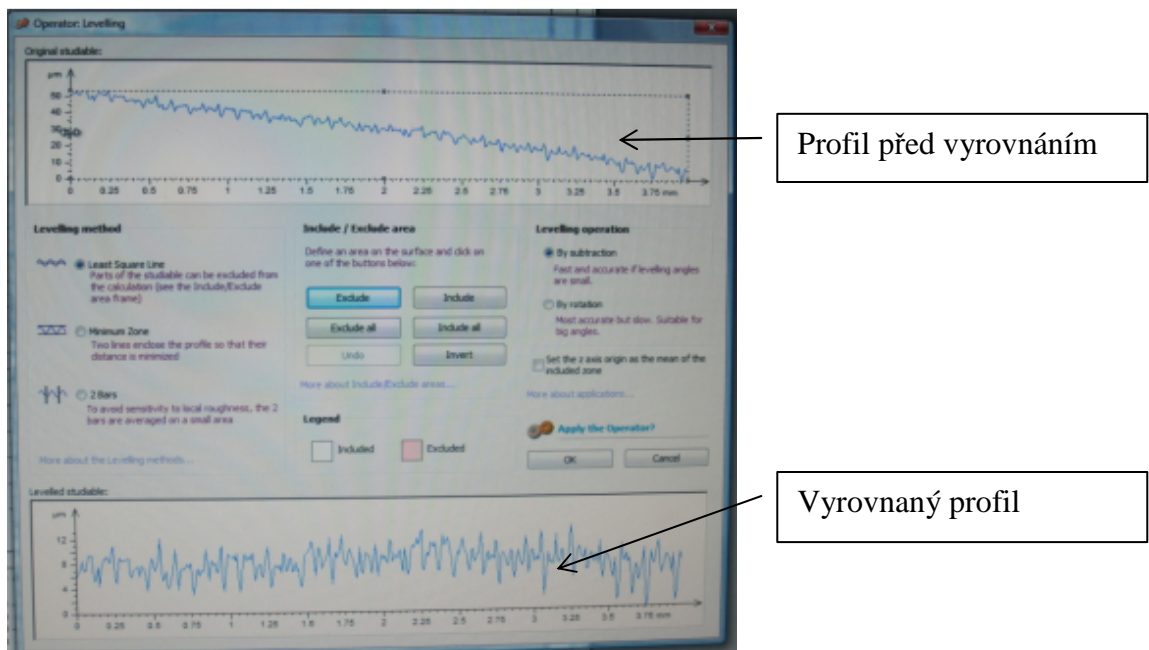 Operator: Levelling
Original studiable:
µm
50
40
30
20
10
0
0 0.25 0.5 0.75 1 1.25 1.5 1.75 2 2.25 2.5 2.75 3 3.25 3.5 3.75 mm
Profil před vyrovnáním
Levelling method
Least Square Line
Parts of the studiable can be excluded from
the calculation (see the Include/Exclude
area frame)
Minimum Zone
Two lines enclose the profile so that their
distance is minimized
2 Bars
To avoid sensitivity to local roughness, the 2
bars are averaged on a small area
More about the Levelling methods...
Include / Exclude area
Define an area on the surface and click on
one of the buttons below:
Exclude Include
Exclude all Include all
Undo Invert
More about Include/Exclude areas...
Legend
Included Excluded
Levelling operation
By subtraction
Fast and accurate if levelling angles
are small.
By rotation
Most accurate but slow. Suitable for
big angles.
Set the z axis origin as the mean of the
included zone
More about applications...
Apply the Operator?
OK Cancel
Levelled studiable:
µm
12
8
4
0
0 0.25 0.5 0.75 1 1.25 1.5 1.75 2 2.25 2.5 2.75 3 3.25 3.5 3.75 mm
Vyrovnaný profil